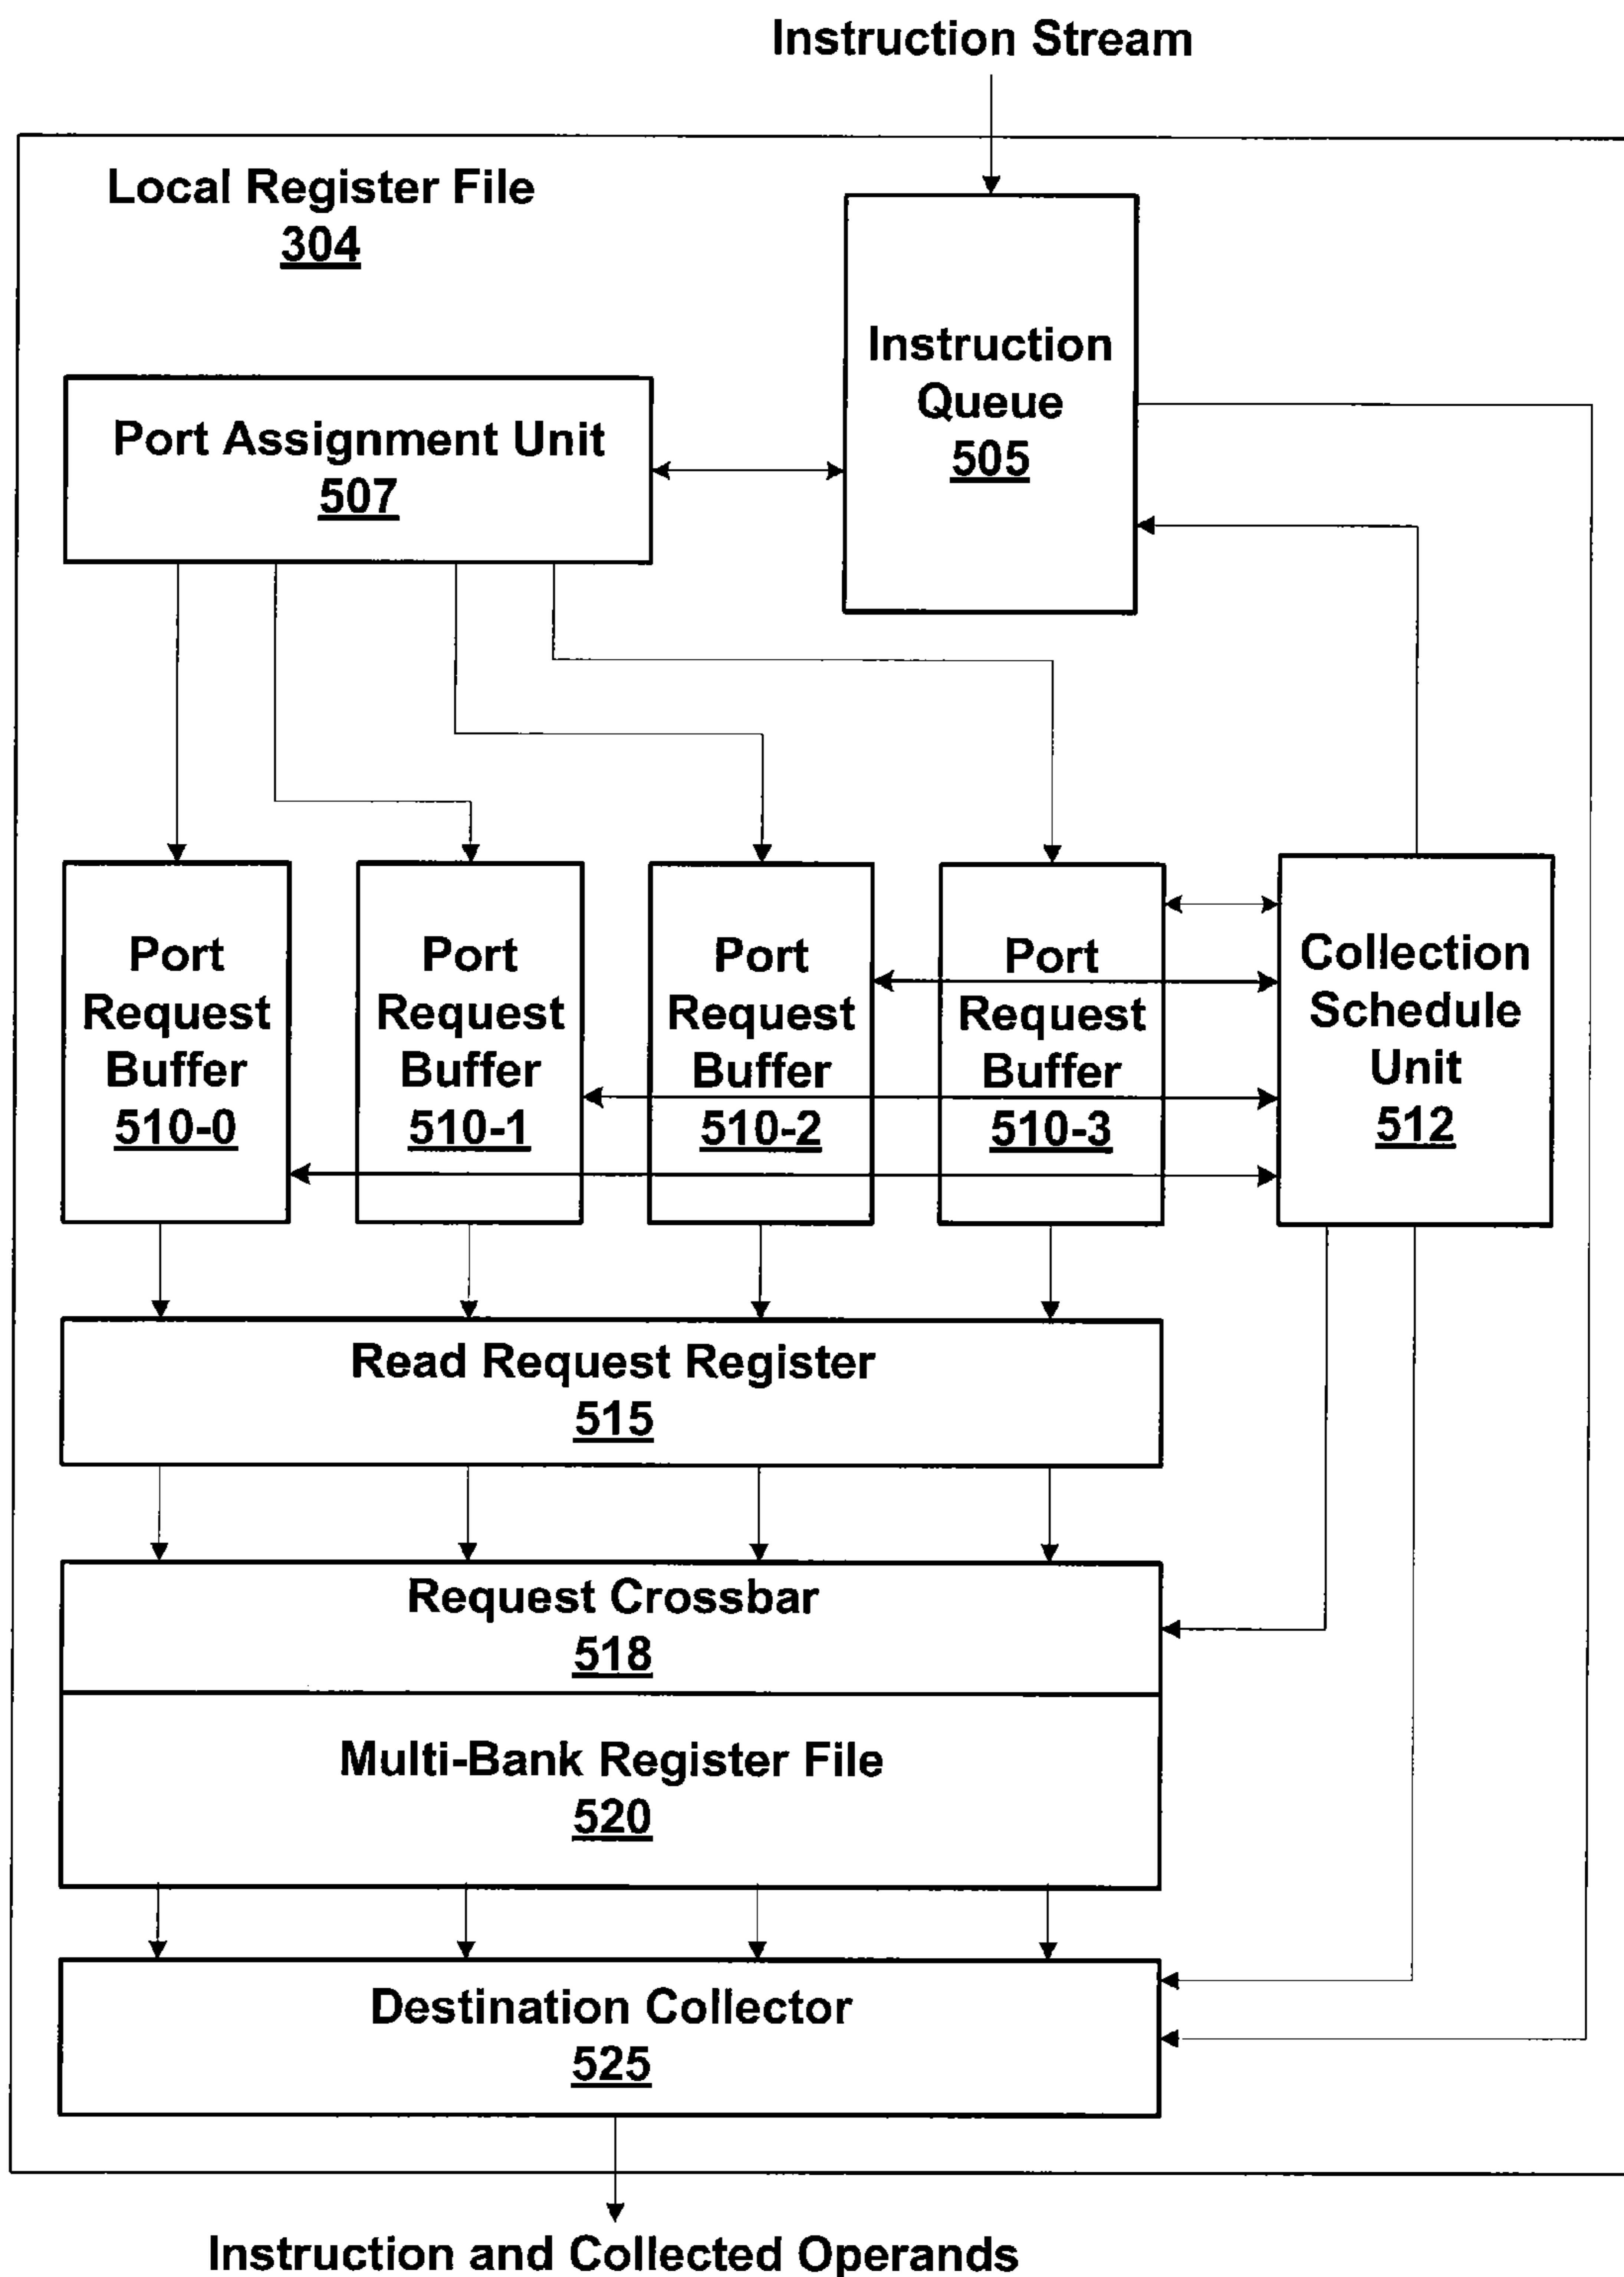 Instruction Stream
Local Register File
304
Instruction
Queue
505
Port Assignment Unit
507
Port
Request
Buffer
510-0
Port
Request
Buffer
510-1
Port
Request
Buffer
510-2
Port
Request
Buffer
510-3
Collection
Schedule
Unit
512
Read Request Register
515
Request Crossbar
518
Multi-Bank Register File
520
Destination Collector
525
Instruction and Collected Operands